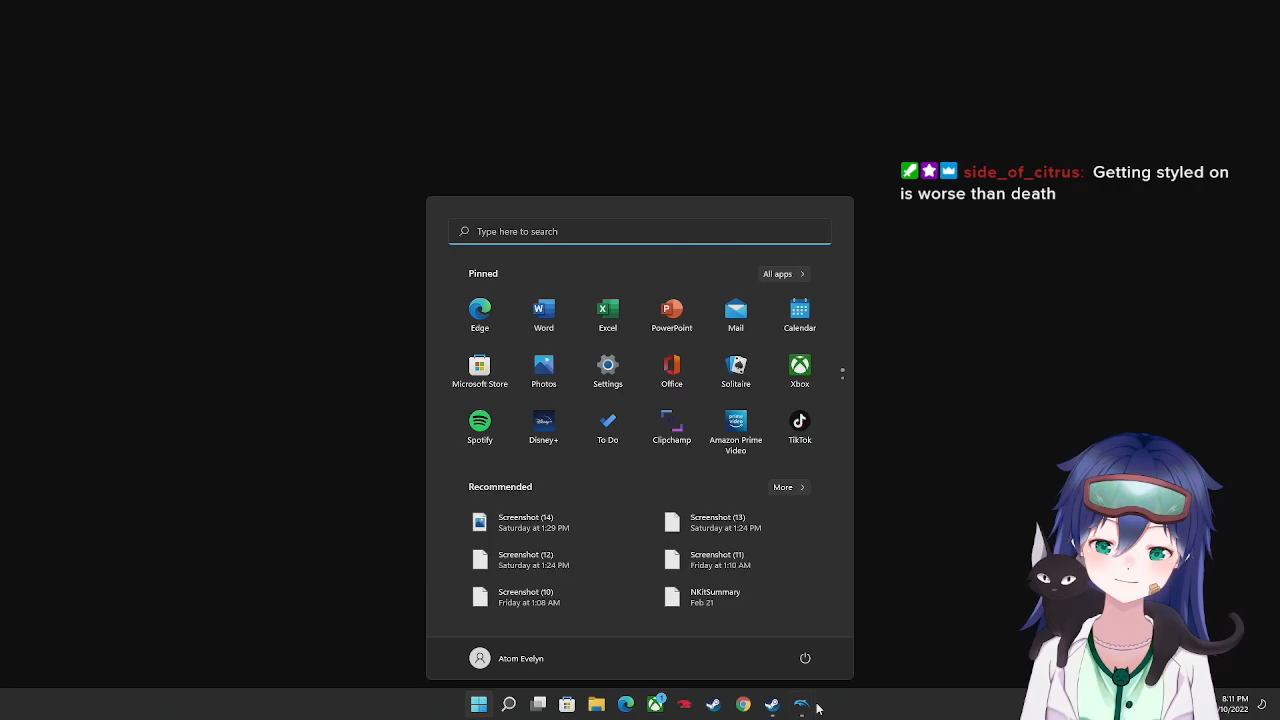 side_of_citrus: Getting styled on
is worse than death
Type here to search
Pinned
All apps
Edge
Word
Excel
PowerPoint
Mail
Calendar
Microsoft Store
Photos
Settings
Office
Solitaire
Xbox
Spotify
Disney+
To Do
Clipchamp
Amazon Prime
Video
TikTok
Recommended
More
Screenshot (14)
Saturday at 1:29 PM
Screenshot (13)
Saturday at 1:24 PM
Screenshot (12)
Saturday at 1:24 PM
Screenshot (11)
Friday at 1:10 AM
Screenshot (10)
Friday at 1:08 AM
NKitSummary
Feb 21
Atom Evelyn
8:11 PM
/10/2022